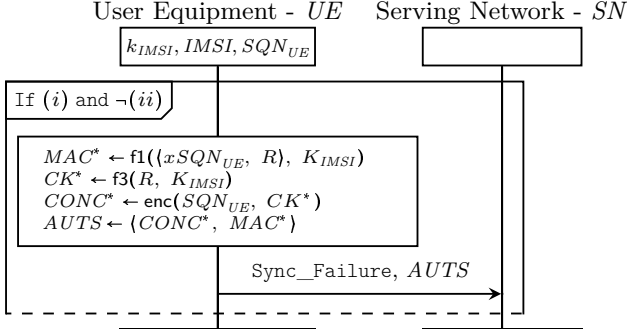 User Equipment - UE Serving Network - SN
k_IMSI, IMSI, SQN_UE
If (i) and ¬(ii)
MAC* ← f1(⟨xSQN_UE, R⟩, K_IMSI)
CK* ← f3(R, K_IMSI)
CONC* ← enc(SQN_UE, CK*)
AUTS ← ⟨CONC*, MAC*⟩
Sync_Failure, AUTS